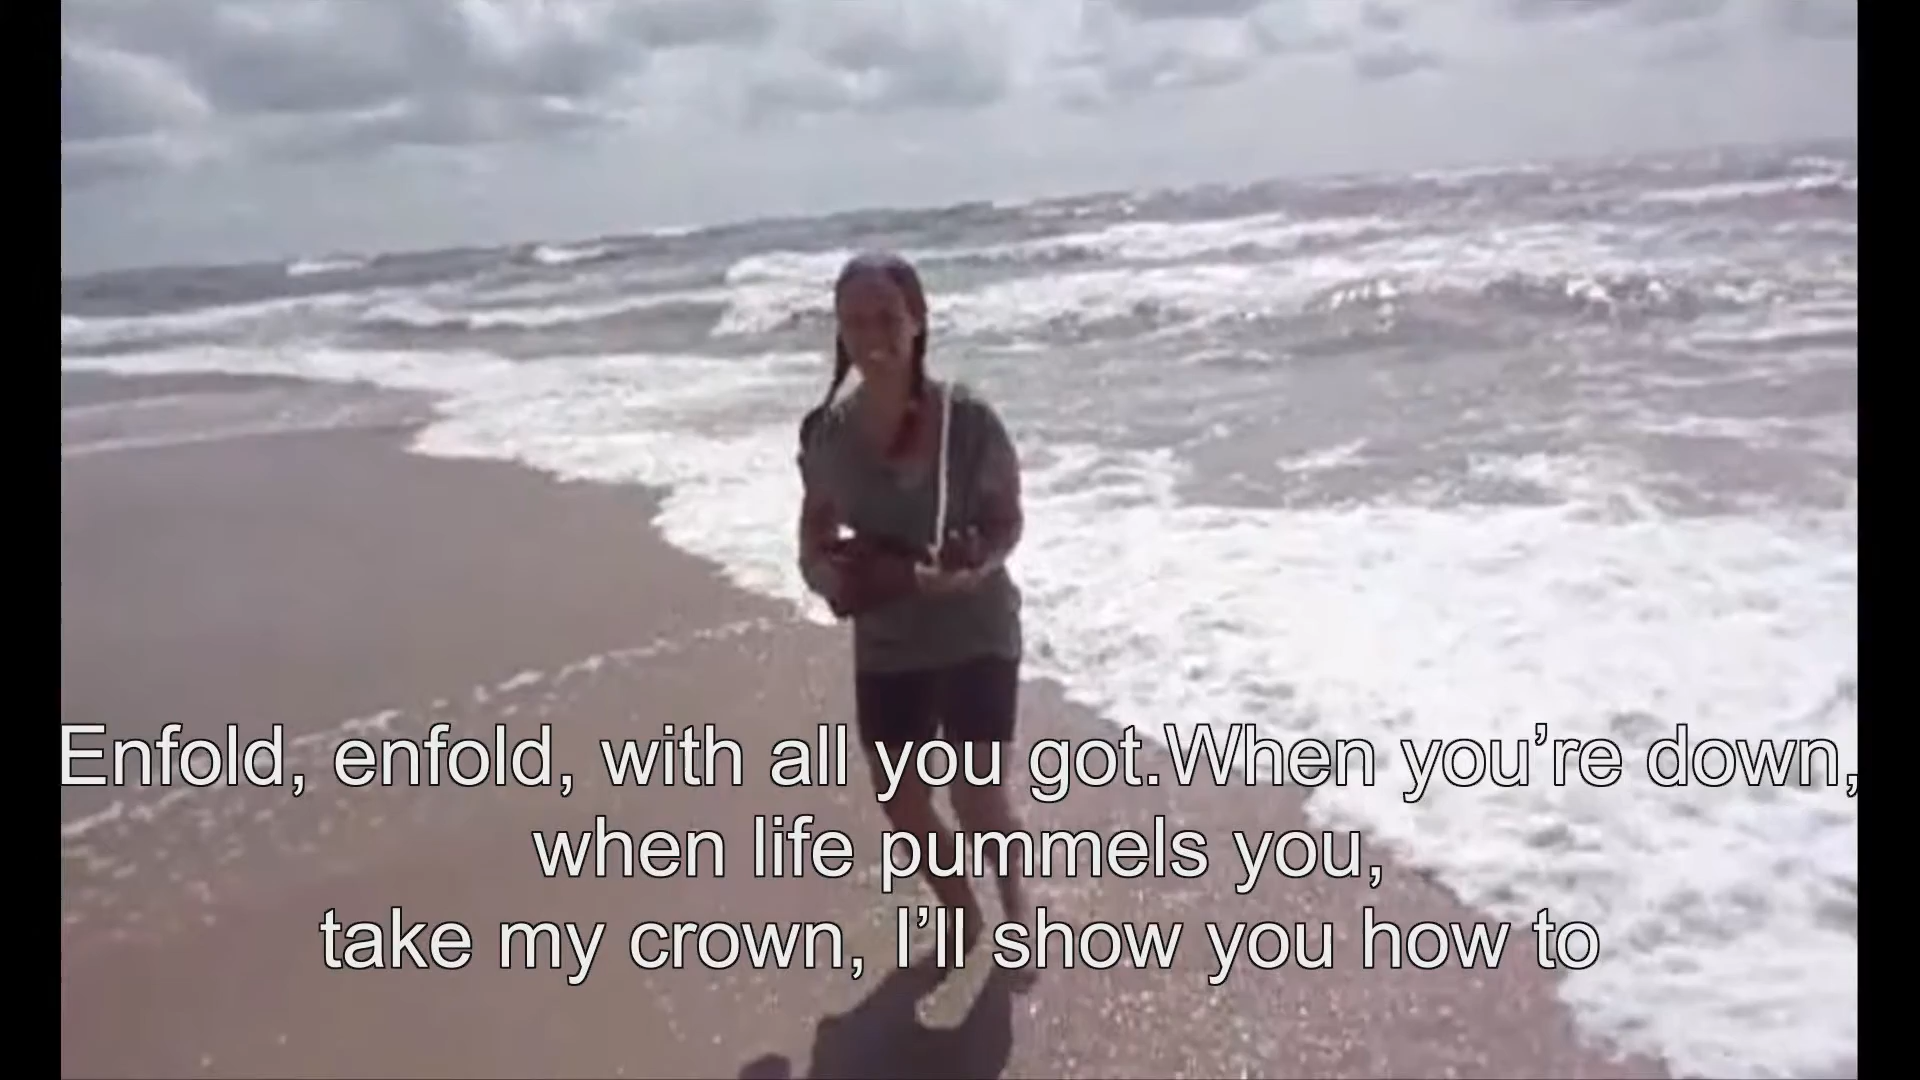 Enfold, enfold, with all you got.When you’re down,
when life pummels you,
take my crown, I’ll show you how to